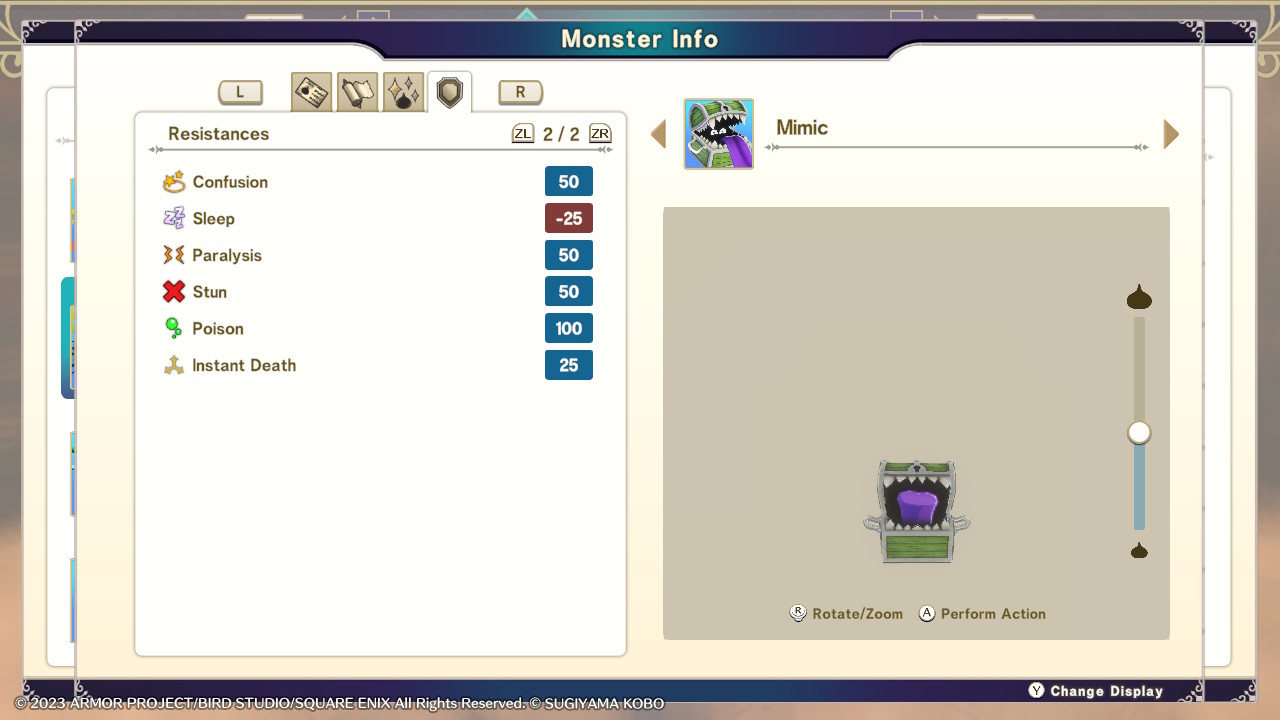 Monster Info
L
R
Resistances
ZL 2 / 2 ZR
Confusion 50
Sleep -25
Paralysis 50
Stun 50
Poison 100
Instant Death 25
Mimic
R Rotate/Zoom A Perform Action
Y Change Display
© 2023 ARMOR PROJECT/BIRD STUDIO/SQUARE ENIX All Rights Reserved. © SUGIYAMA KOBO